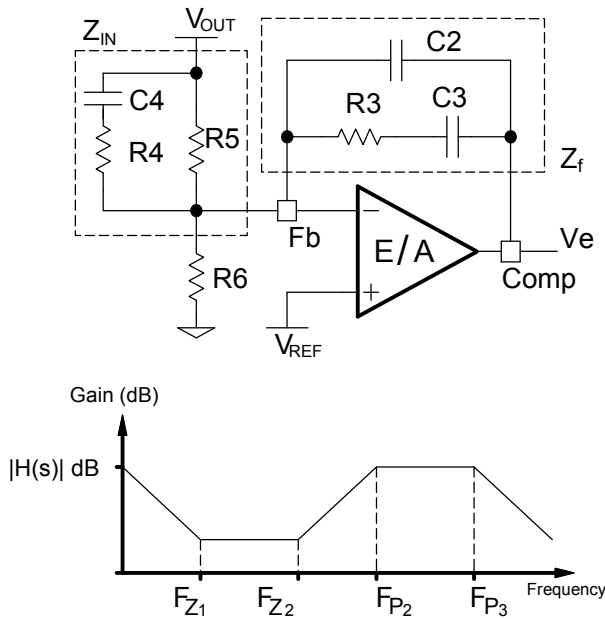 Z_IN
V_OUT
C2
C4
R3
C3
R4
R5
Z_f
Fb
−
E/A
Ve
R6
+
Comp
V_REF
Gain (dB)
|H(s)| dB
F_Z1
F_Z2
F_P2
F_P3
Frequency